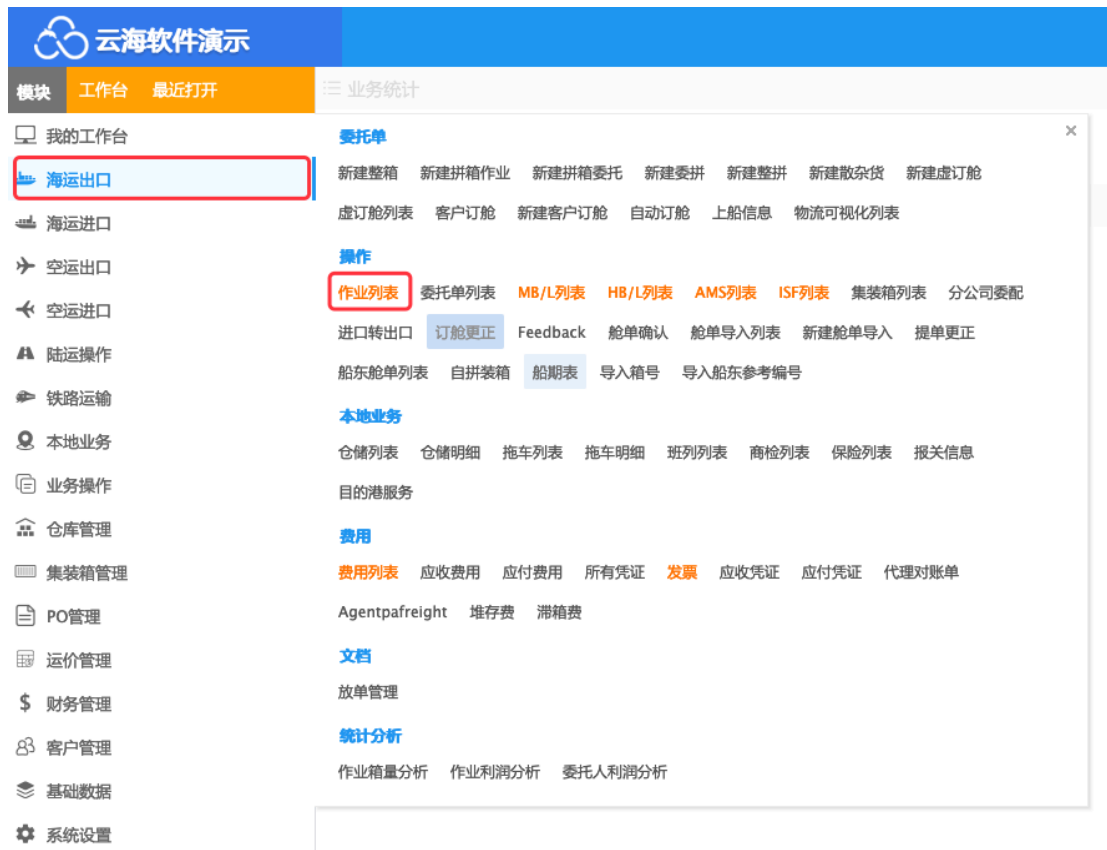 云海软件演示
模块 工作台 最近打开
业务统计
我的工作台
海运出口
海运进口
空运出口
空运进口
陆运操作
铁路运输
本地业务
业务操作
仓库管理
集装箱管理
PO管理
运价管理
财务管理
客户管理
基础数据
系统设置
委托单
新建整箱 新建拼箱作业 新建拼箱委托 新建委拼 新建整拼 新建散杂货 新建虚订舱
虚订舱列表 客户订舱 新建客户订舱 自动订舱 上船信息 物流可视化列表
操作
作业列表 委托单列表 MB/L列表 HB/L列表 AMS列表 ISF列表 集装箱列表 分公司委配
进口转出口 订舱更正 Feedback 舱单确认 舱单导入列表 新建舱单导入 提单更正
船东舱单列表 自拼装箱 船期表 导入箱号 导入船东参考编号
本地业务
仓储列表 仓储明细 拖车列表 拖车明细 班列列表 商检列表 保险列表 报关信息
目的港服务
费用
费用列表 应收费用 应付费用 所有凭证 发票 应收凭证 应付凭证 代理对账单
Agentpafreight 堆存费 滞箱费
文档
放单管理
统计分析
作业箱量分析 作业利润分析 委托人利润分析